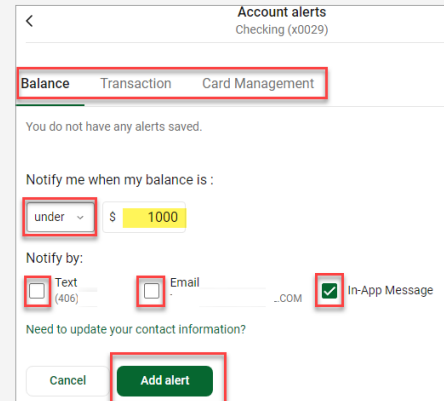 Account alerts
Checking (x0029)
Balance Transaction Card Management
You do not have any alerts saved.
Notify me when my balance is :
under $ 1000
Notify by:
Text Email In-App Message
(406) .COM
Need to update your contact information?
Cancel Add alert